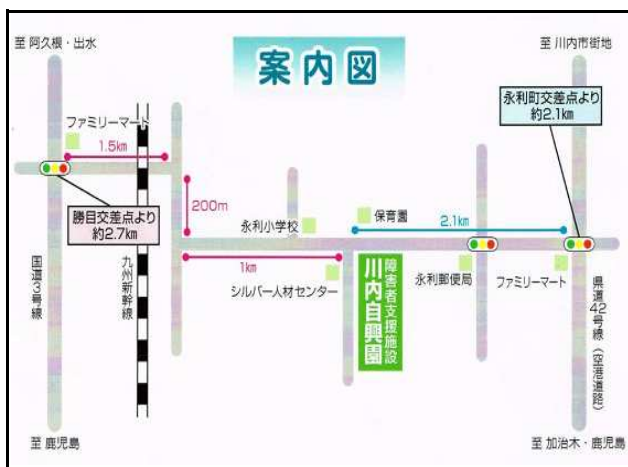 至 阿久根・出水
案内図
至 川内市街地
永利町交差点より
約2.1km
ファミリーマート
1.5km
勝目交差点より
約2.7km
200m
永利小学校
保育園
2.1km
1km
シルバー人材センター
障害者支援施設
川内自興園
永利郵便局
ファミリーマート
国道3号線
九州新幹線
県道42号線（空港道路）
至 鹿児島
至 加治木・鹿児島